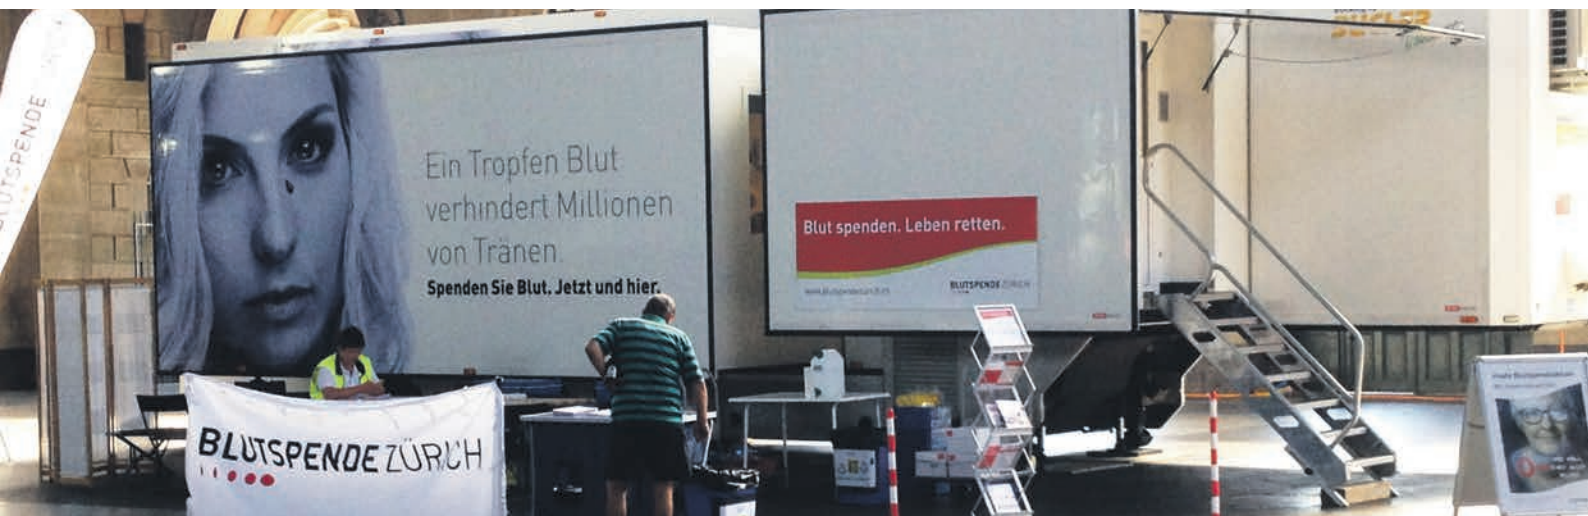 BLUTSPENDE
Ein Tropfen Blut
verhindert Millionen
von Tränen.
Spenden Sie Blut. Jetzt und hier.
Blut spenden. Leben retten.
www.blutspendezurich.ch
BLUTSPENDE ZÜRICH
BLUTSPENDE ZÜRICH